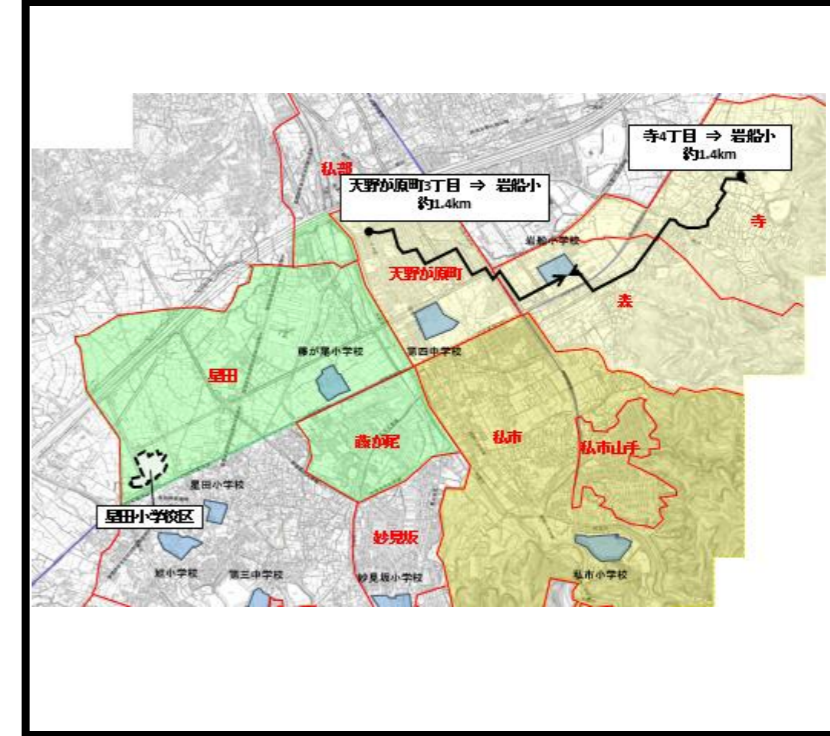 寺4丁目 ⇒ 岩船小
約1.4km
私部
天野が原町3丁目 ⇒ 岩船小
約1.4km
寺
岩船小学校
天野が原町
森
藤が尾小学校
第四中学校
星田
藤が尾
私市
私市山手
星田小学校
星田小学校区
妙見坂
旭小学校
第三中学校
妙見坂小学校
私市小学校